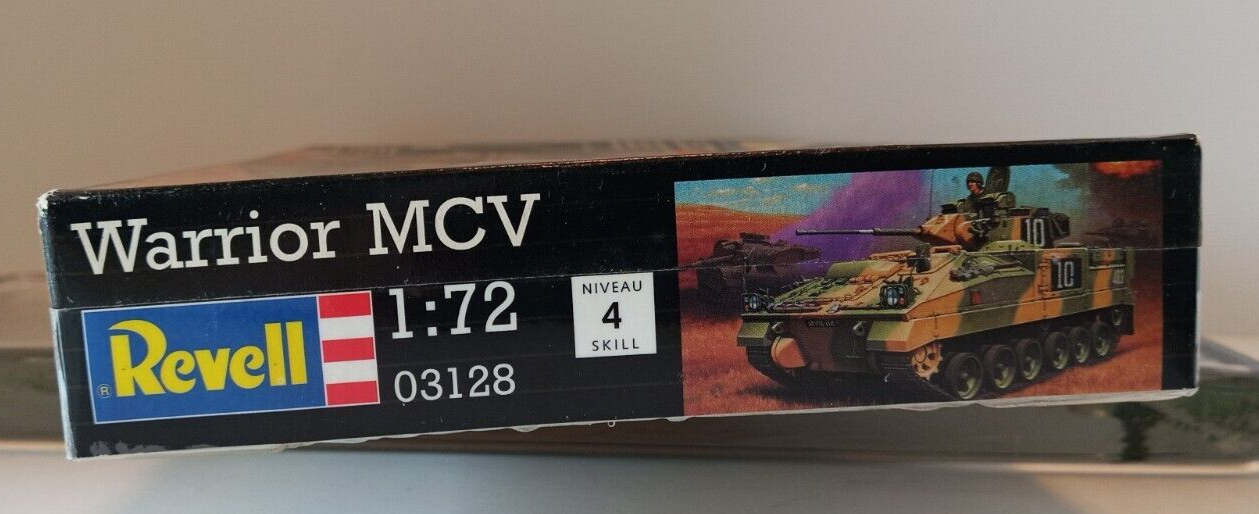 Warrior MCV
Revell
®
1:72
03128
NIVEAU
4
SKILL
10
10